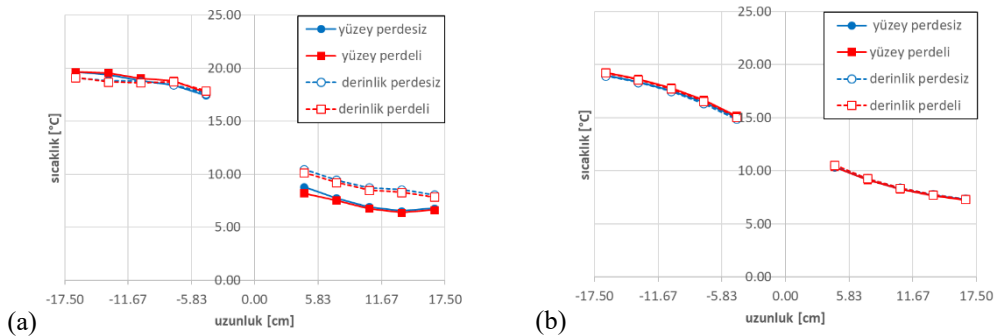 25.00
20.00
15.00
10.00
5.00
0.00
sıcaklık [°C]
yüzey perdesiz
yüzey perdeli
derinlik perdesiz
derinlik perdeli
-17.50 -11.67 -5.83 0.00 5.83 11.67 17.50
uzunluk [cm]
(a)
25.00
20.00
15.00
10.00
5.00
0.00
sıcaklık [°C]
yüzey perdesiz
yüzey perdeli
derinlik perdesiz
derinlik perdeli
-17.50 -11.67 -5.83 0.00 5.83 11.67 17.50
uzunluk [cm]
(b)